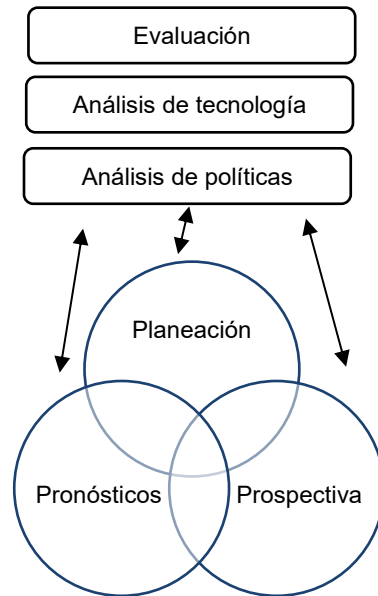 Evaluación
Análisis de tecnología
Análisis de políticas
Planeación
Pronósticos
Prospectiva